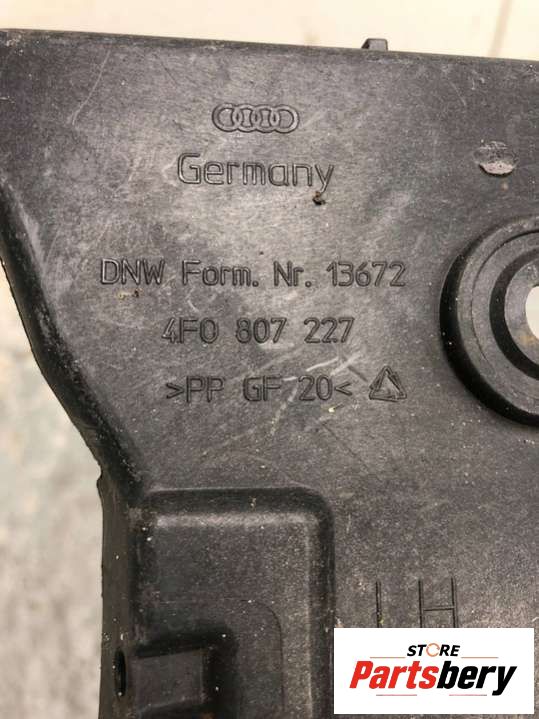 Germany
DNW Form. Nr. 13672
4F0 807 227
>PP GF 20<
LH
STORE
Partsbery